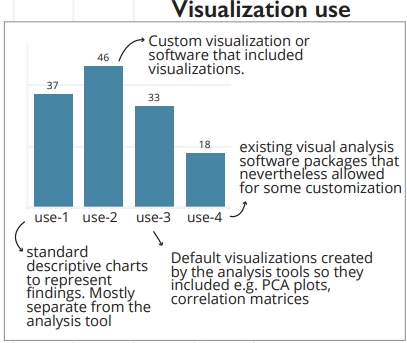 Visualization use
Custom visualization or
software that included
visualizations.
46
37
33
18
existing visual analysis
software packages that
nevertheless allowed
for some customization
use-1 use-2 use-3 use-4
standard
descriptive charts
to represent
findings. Mostly
separate from the
analysis tool
Default visualizations created
by the analysis tools so they
included e.g. PCA plots,
correlation matrices